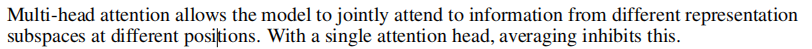 Multi-head attention allows the model to jointly attend to information from different representation
subspaces at different positions. With a single attention head, averaging inhibits this.